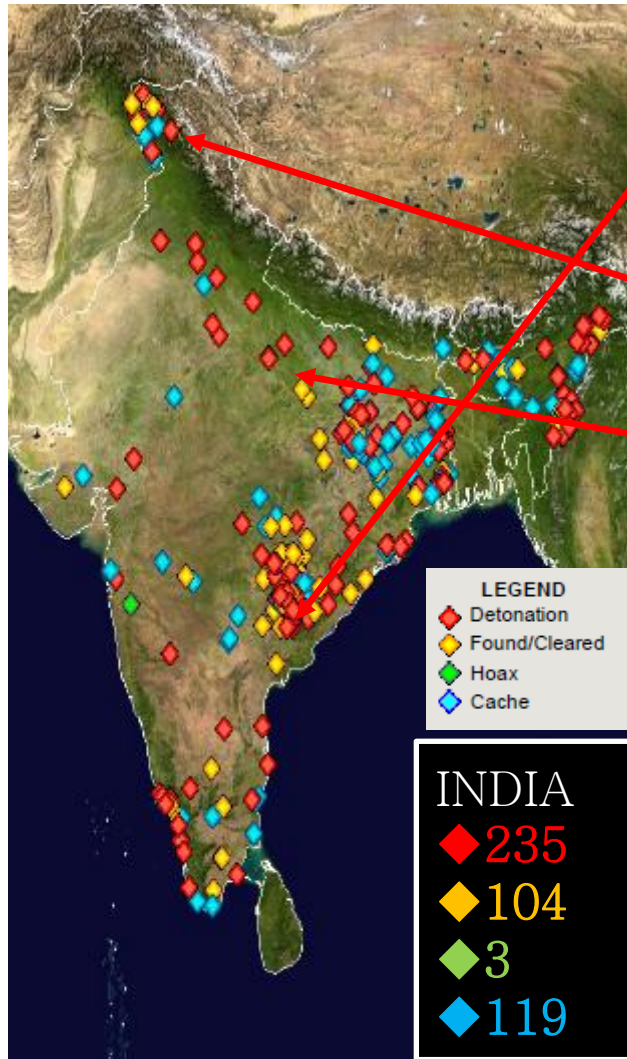 LEGEND
Detonation
Found/Cleared
Hoax
Cache
INDIA
235
104
3
119